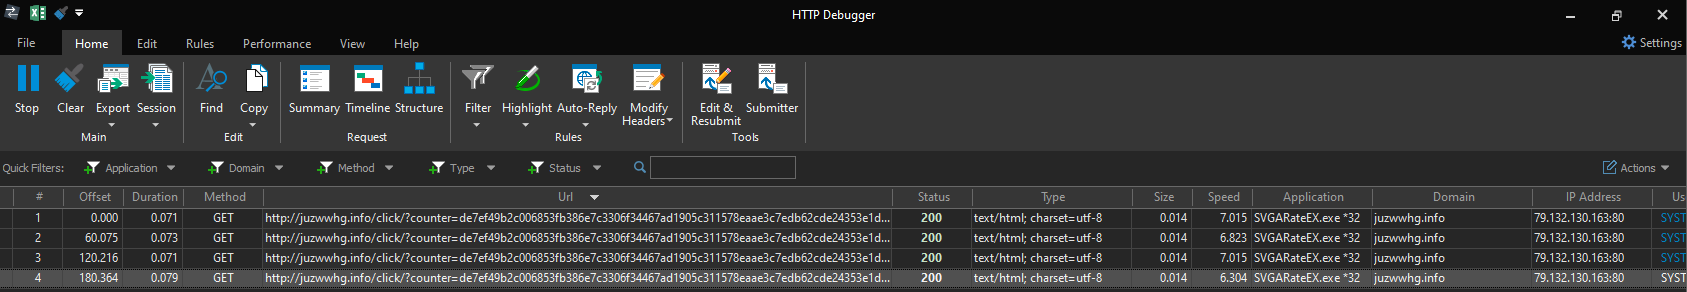 HTTP Debugger
File Home Edit Rules Performance View Help Settings
Stop Clear Export Session Find Copy Summary Timeline Structure Filter Highlight Auto-Reply Modify Headers Edit & Resubmit Submitter
Main Edit Request Rules Tools
Quick Filters: Application Domain Method Type Status Actions
# Offset Duration Method Url Status Type Size Speed Application Domain IP Address Us
1 0.000 0.071 GET http://juzwwhg.info/click/?counter=de7ef49b2c006853fb386e7c3306f34467ad1905c311578eaae3c7edb62cde24353e1d... 200 text/html; charset=utf-8 0.014 7.015 SVGARateEX.exe *32 juzwwhg.info 79.132.130.163:80 SYST
2 60.075 0.073 GET http://juzwwhg.info/click/?counter=de7ef49b2c006853fb386e7c3306f34467ad1905c311578eaae3c7edb62cde24353e1d... 200 text/html; charset=utf-8 0.014 6.823 SVGARateEX.exe *32 juzwwhg.info 79.132.130.163:80 SYST
3 120.216 0.071 GET http://juzwwhg.info/click/?counter=de7ef49b2c006853fb386e7c3306f34467ad1905c311578eaae3c7edb62cde24353e1d... 200 text/html; charset=utf-8 0.014 7.015 SVGARateEX.exe *32 juzwwhg.info 79.132.130.163:80 SYST
4 180.364 0.079 GET http://juzwwhg.info/click/?counter=de7ef49b2c006853fb386e7c3306f34467ad1905c311578eaae3c7edb62cde24353e1d... 200 text/html; charset=utf-8 0.014 6.304 SVGARateEX.exe *32 juzwwhg.info 79.132.130.163:80 SYST